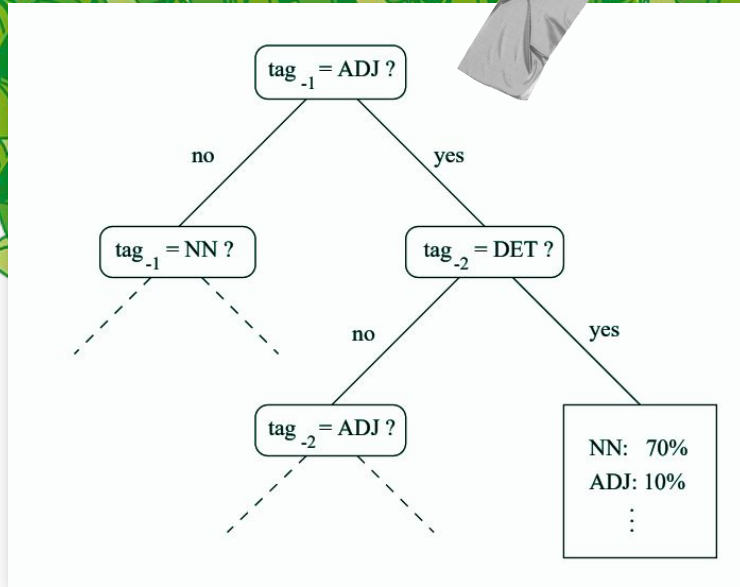 tag -1 = ADJ ?
no
yes
tag -1 = NN ?
tag -2 = DET ?
no
yes
tag -2 = ADJ ?
NN: 70%
ADJ: 10%